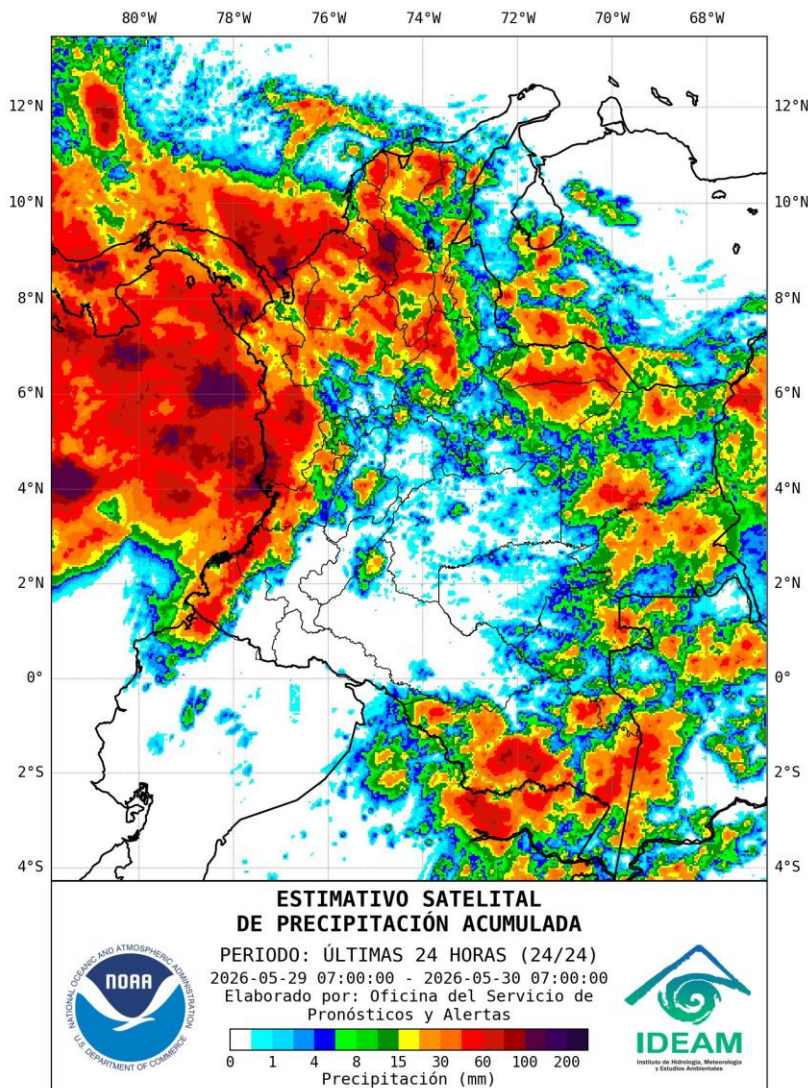 80°W 78°W 76°W 74°W 72°W 70°W 68°W
12°N 12°N
10°N 10°N
8°N 8°N
6°N 6°N
4°N 4°N
2°N 2°N
0° 0°
2°S 2°S
4°S 4°S
ESTIMATIVO SATELITAL
DE PRECIPITACIÓN ACUMULADA
PERIODO: ÚLTIMAS 24 HORAS (24/24)
2026-05-29 07:00:00 - 2026-05-30 07:00:00
Elaborado por: Oficina del Servicio de
Pronósticos y Alertas
0 1 4 8 15 30 60 100 200
Precipitación (mm)
NATIONAL OCEANIC AND ATMOSPHERIC ADMINISTRATION
NOAA
U.S. DEPARTMENT OF COMMERCE
IDEAM
Instituto de Hidrología, Meteorología
y Estudios Ambientales